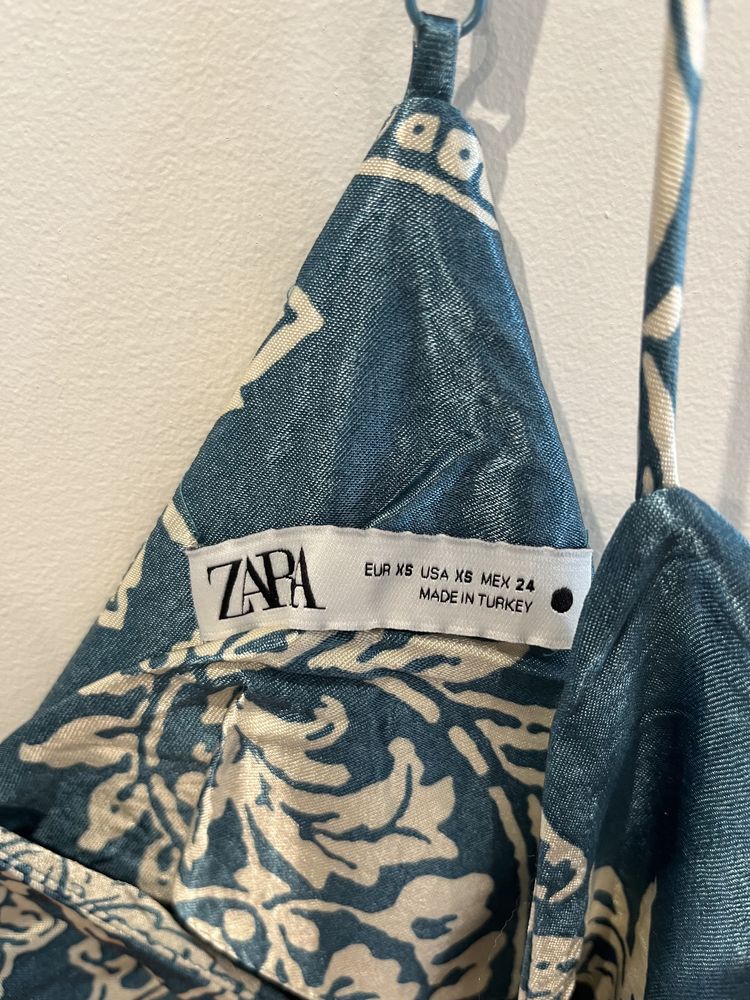 ZARA
EUR XS USA XS MEX 24
MADE IN TURKEY